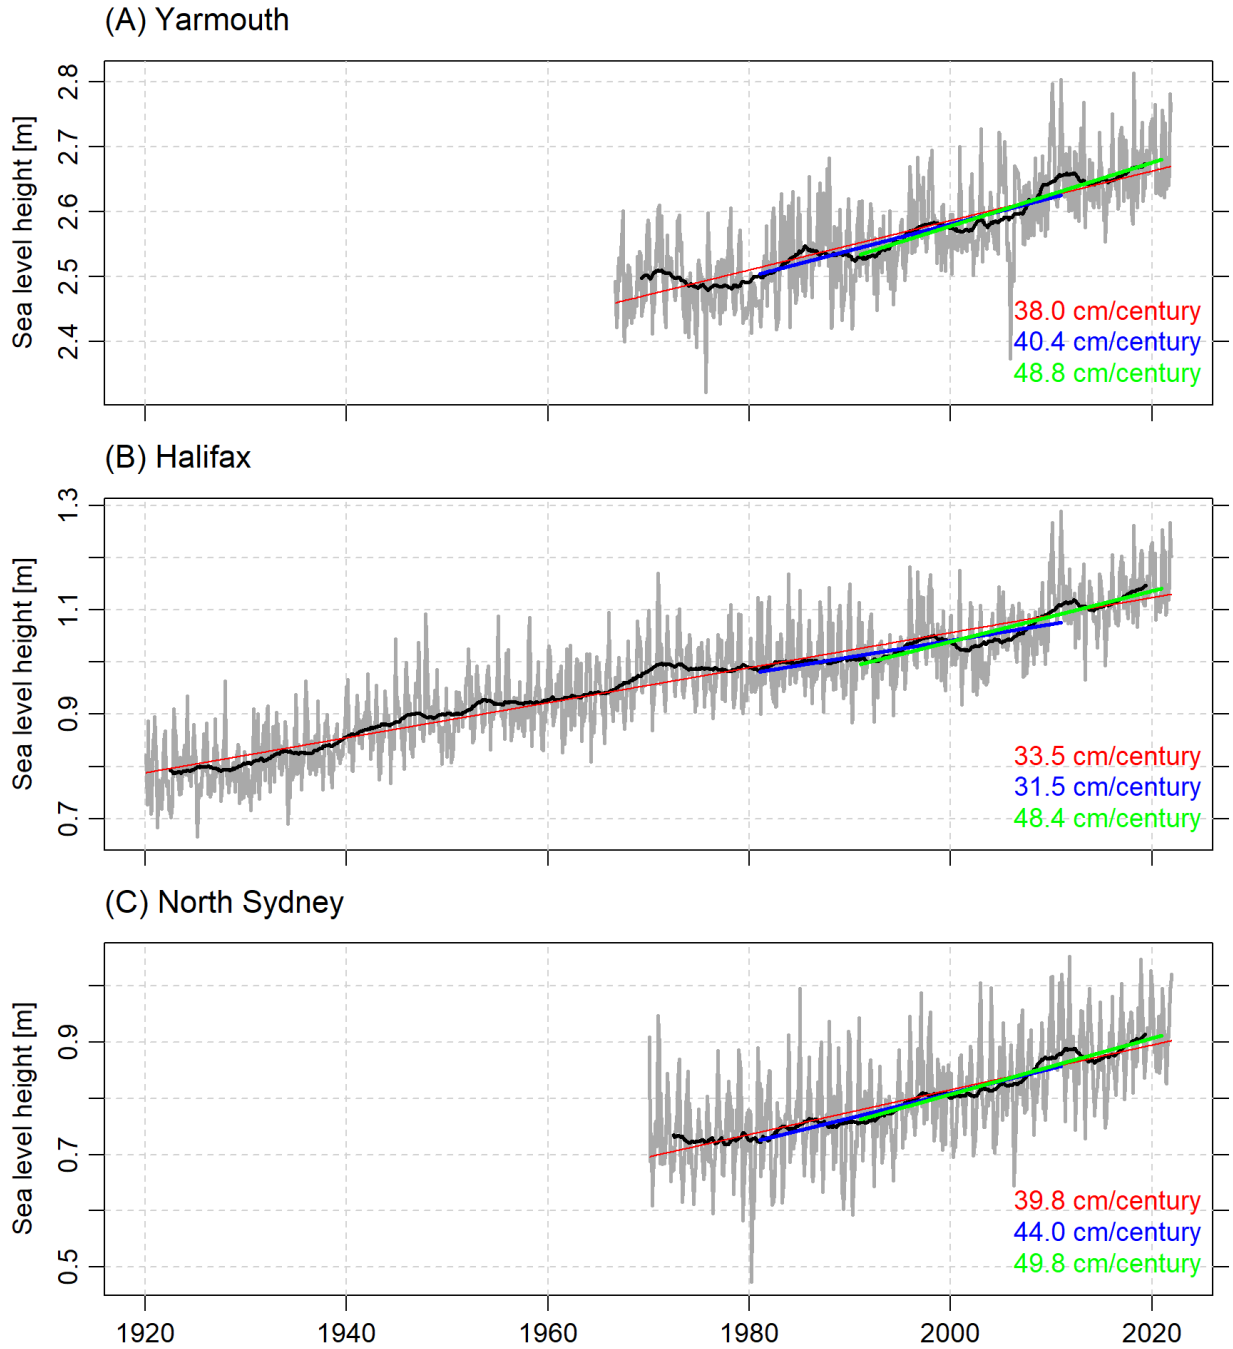 (A) Yarmouth
Sea level height [m]
2.8
2.7
2.6
2.5
2.4
38.0 cm/century
40.4 cm/century
48.8 cm/century
(B) Halifax
Sea level height [m]
1.3
1.1
0.9
0.7
33.5 cm/century
31.5 cm/century
48.4 cm/century
(C) North Sydney
Sea level height [m]
0.9
0.7
0.5
39.8 cm/century
44.0 cm/century
49.8 cm/century
1920 1940 1960 1980 2000 2020